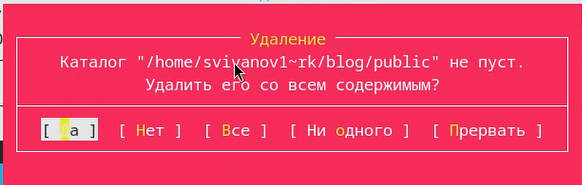 Удаление
Каталог "/home/svivanov1~rk/blog/public" не пуст.
Удалить его со всем содержимым?
[ Да ] [ Нет ] [ Все ] [ Ни одного ] [ Прервать ]